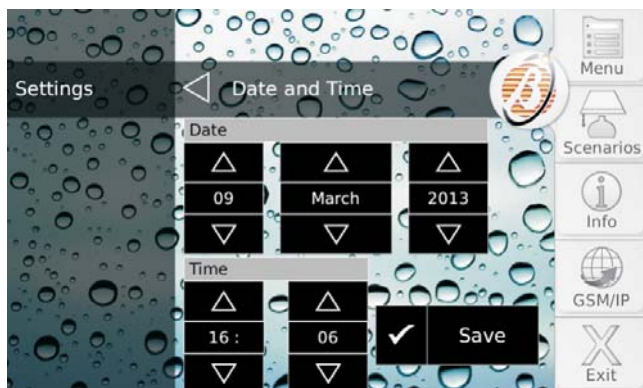 Settings
Date and Time
Menu
Scenarios
Info
GSM/IP
Exit
Date
09 March 2013
Time
16 : 06
Save